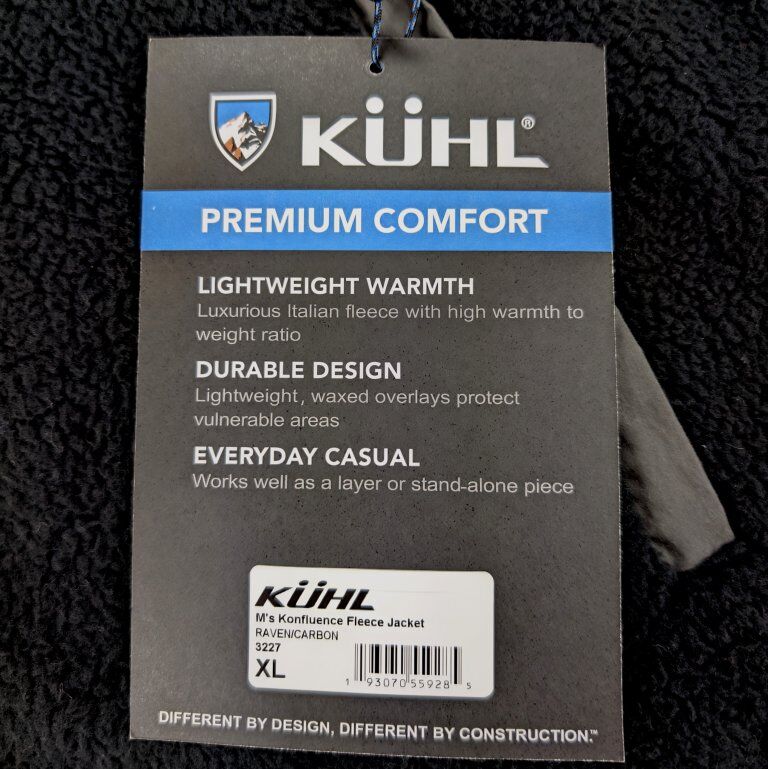 KÜHL®
PREMIUM COMFORT
LIGHTWEIGHT WARMTH
Luxurious Italian fleece with high warmth to
weight ratio
DURABLE DESIGN
Lightweight, waxed overlays protect
vulnerable areas
EVERYDAY CASUAL
Works well as a layer or stand-alone piece
KÜHL
M's Konfluence Fleece Jacket
RAVEN/CARBON
3227
XL
1 93070 55928 5
DIFFERENT BY DESIGN, DIFFERENT BY CONSTRUCTION.™